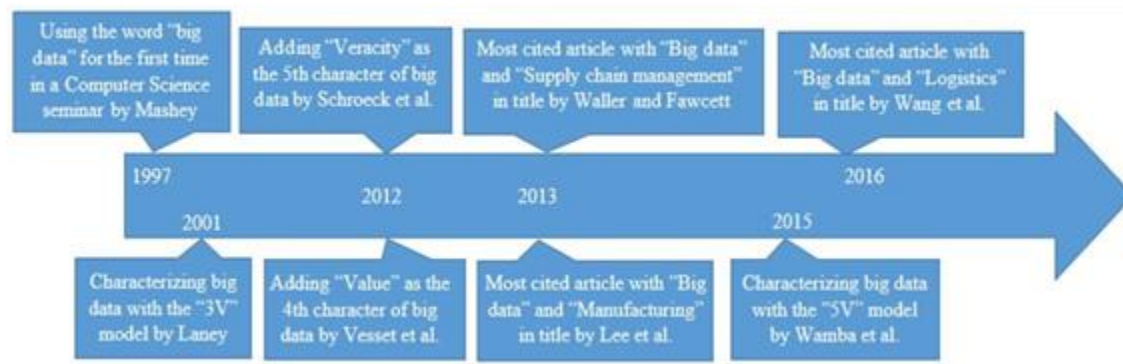 Using the word "big
data" for the first time
in a Computer Science
seminar by Mashey
Adding "Veracity" as
the 5th character of big
data by Schroeck et al.
Most cited article with "Big data"
and "Supply chain management"
in title by Waller and Fawcett
Most cited article with
"Big data" and "Logistics"
in title by Wang et al.
1997
2001
2012
2013
2015
2016
Characterizing big
data with the "3V"
model by Laney
Adding "Value" as the
4th character of big
data by Vesset et al.
Most cited article with "Big
data" and "Manufacturing"
in title by Lee et al.
Characterizing big data
with the "5V" model
by Wamba et al.